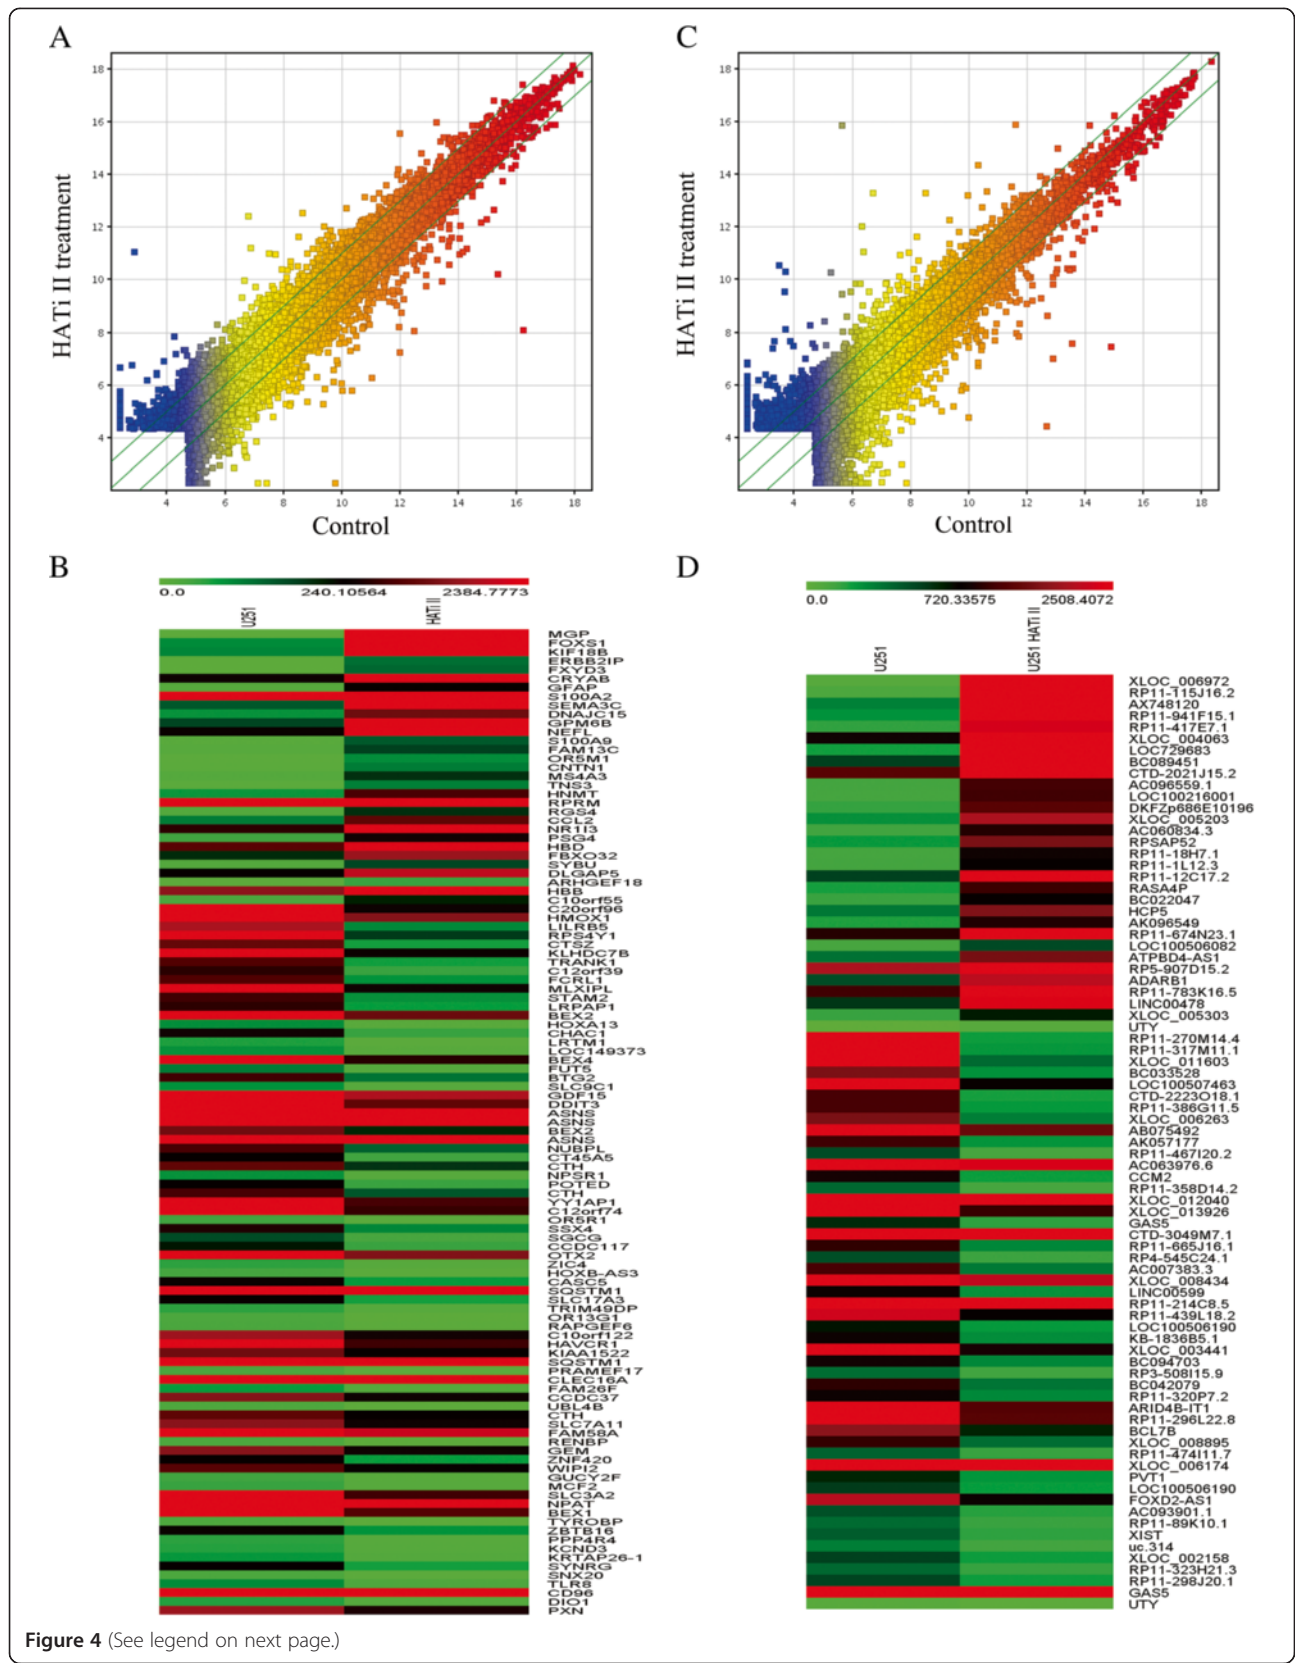 A
HATi II treatment
18
16
14
12
10
8
6
4
4 6 8 10 12 14 16 18
Control
C
HATi II treatment
18
16
14
12
10
8
6
4
4 6 8 10 12 14 16 18
Control
B
0.0 240.10564 2384.7773
U251 HATi II
MGP
FOXS1
KIF18B
ERBB2IP
FXYD3
CRYAB
GFAP
S100A2
SEMA3C
DNAJC15
GPM6B
NEFL
S100A9
FAM13C
OR5M1
CNTN1
MS4A3
TNS3
HNMT
RPRM
RGS4
CCL2
NR1I3
PSG4
HBD
FBXO32
SYBU
DLGAP5
ARHGEF18
HBB
C10orf55
C20orf96
HMOX1
LILRB5
RPS4Y1
CTSZ
KLHDC7B
TRANK1
C12orf39
FCRL1
MLXIPL
STAM2
LRPAP1
BEX2
HOXA13
CHAC1
LRTM1
LOC149373
BEX4
FUT5
BTG2
SLC9C1
GDF15
DDIT3
ASNS
ASNS
BEX2
ASNS
NUBPL
CT45A5
CTH
NPSR1
POTED
CTH
YY1AP1
C12orf74
OR5R1
SSX4
SGCG
CCDC117
OTX2
ZIC4
HOXB-AS3
CASC5
SQSTM1
SLC17A3
TRIM49DP
OR13G1
RAPGEF6
C10orf122
HAVCR1
KIAA1522
SQSTM1
PRAMEF17
CLEC16A
FAM26F
CCDC37
UBL4B
CTH
SLC7A11
FAM58A
RENBP
GEM
ZNF420
WIPI2
GUCY2F
MCF2
SLC3A2
NPAT
BEX1
TYROBP
ZBTB16
PPP4R4
KCND3
KRTAP26-1
SYNRG
SNX20
TLR8
CD96
DIO1
PXN
D
0.0 720.33575 2508.4072
U251 U251 HATi II
XLOC_006972
RP11-115J16.2
AX748120
RP11-941F15.1
RP11-417E7.1
XLOC_004063
LOC729683
BC089451
CTD-2021J15.2
AC096559.1
LOC100216001
DKFZp686E10196
XLOC_005203
AC060834.3
RPSAP52
RP11-18H7.1
RP11-1L12.3
RP11-12C17.2
RASA4P
BC022047
HCP5
AK096549
RP11-674N23.1
LOC100506082
ATPBD4-AS1
RP5-907D15.2
ADARB1
RP11-783K16.5
LINC00478
XLOC_005303
UTY
RP11-270M14.4
RP11-317M11.1
XLOC_011603
BC033528
LOC100507463
CTD-2223O18.1
RP11-386G11.5
XLOC_006263
AB075492
AK057177
RP11-467I20.2
AC063976.6
CCM2
RP11-358D14.2
XLOC_012040
XLOC_013926
GAS5
CTD-3049M7.1
RP11-665J16.1
RP4-545C24.1
AC007383.3
XLOC_008434
LINC00599
RP11-214C8.5
RP11-439L18.2
LOC100506190
KB-1836B5.1
XLOC_003441
BC094703
RP3-508I15.9
BC042079
RP11-320P7.2
ARID4B-IT1
RP11-296L22.8
BCL7B
XLOC_008895
RP11-474I11.7
XLOC_006174
PVT1
LOC100506190
FOXD2-AS1
AC093901.1
RP11-89K10.1
XIST
uc.314
XLOC_002158
RP11-323H21.3
RP11-298J20.1
GAS5
UTY
Figure 4 (See legend on next page.)